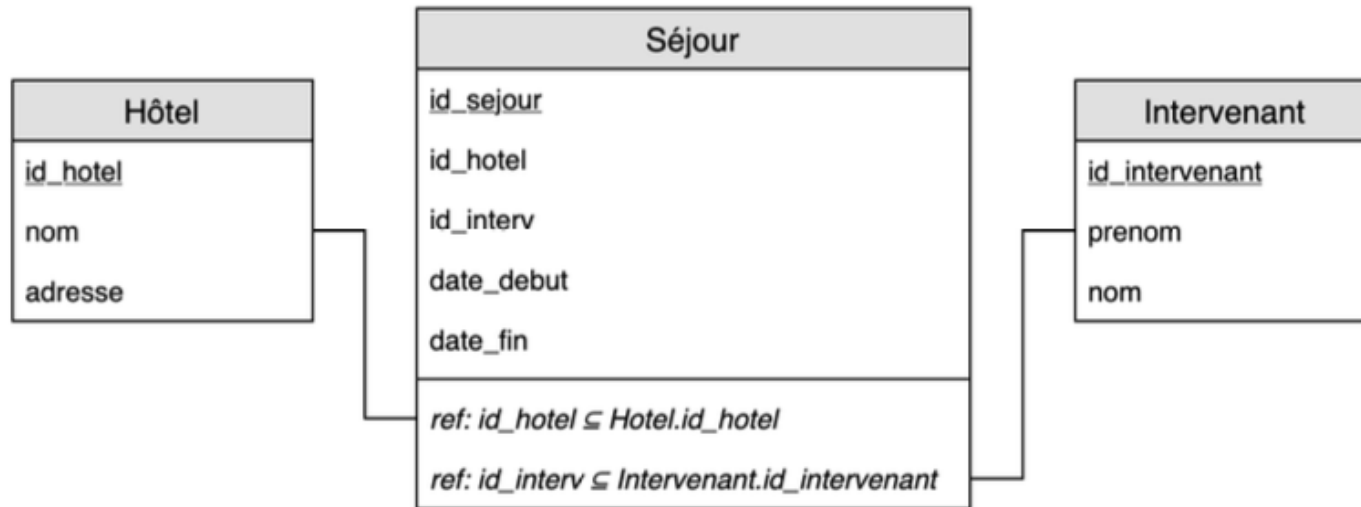 Hôtel
id_hotel
nom
adresse
Séjour
id_sejour
id_hotel
id_interv
date_debut
date_fin
ref: id_hotel ⊆ Hotel.id_hotel
ref: id_interv ⊆ Intervenant.id_intervenant
Intervenant
id_intervenant
prenom
nom